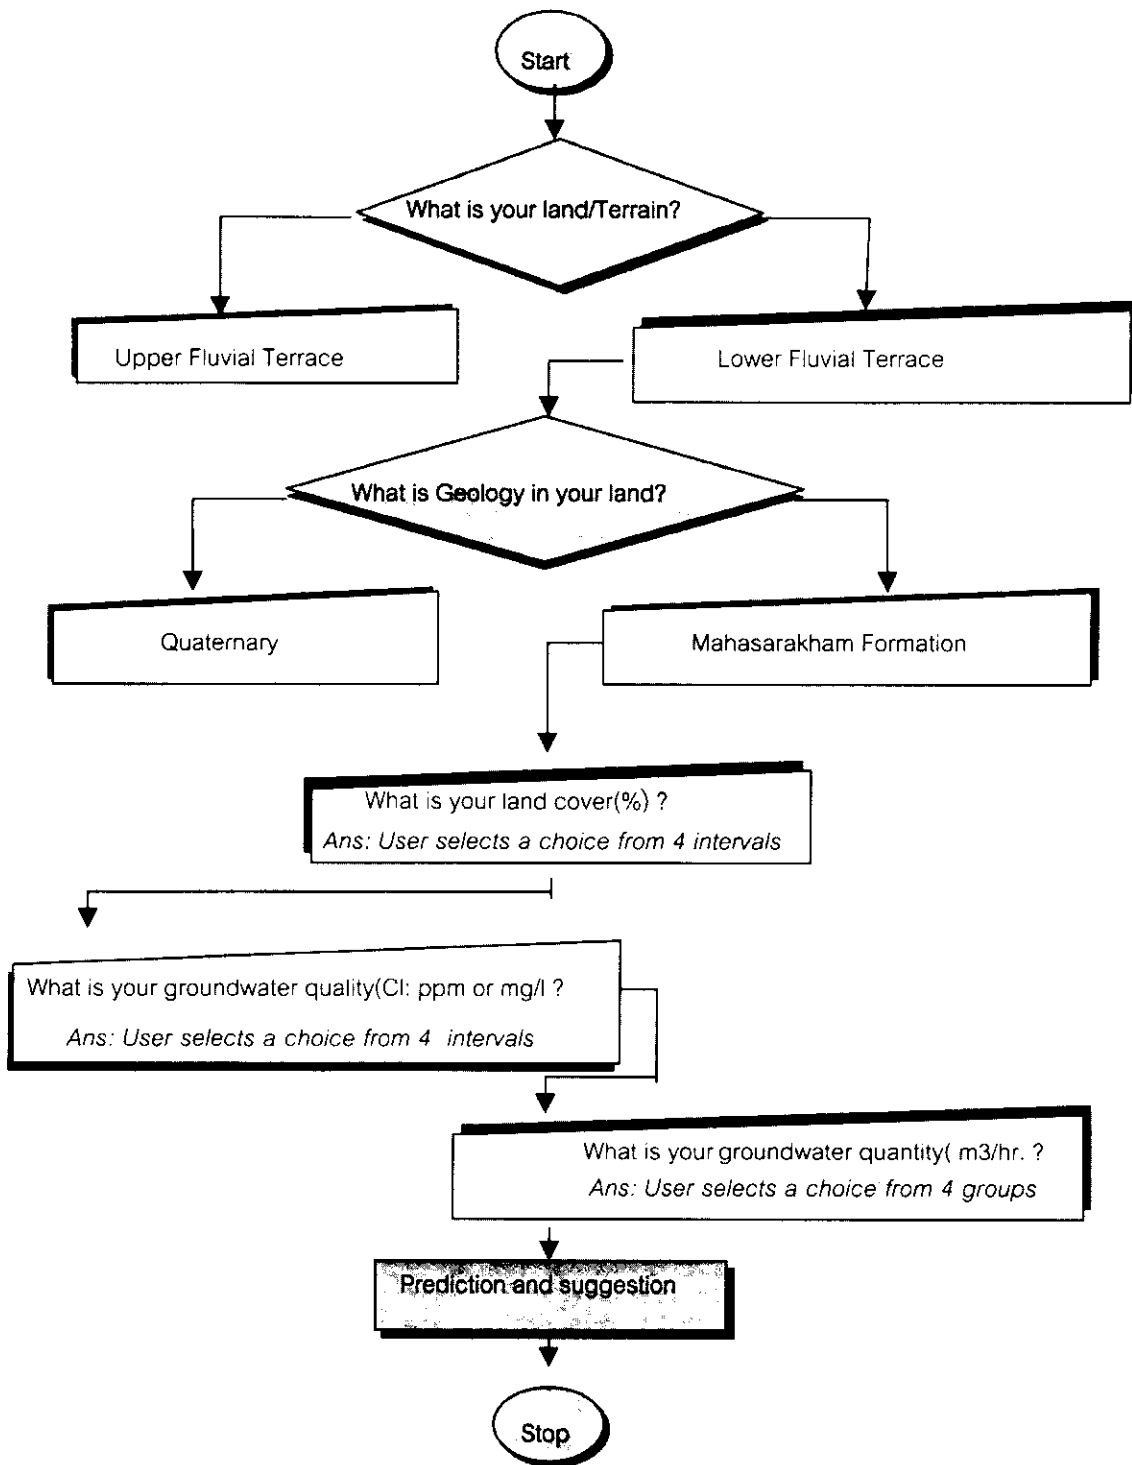 Start
What is your land/Terrain?
Upper Fluvial Terrace
Lower Fluvial Terrace
What is Geology in your land?
Quaternary
Mahasarakham Formation
What is your land cover(%) ?
Ans: User selects a choice from 4 intervals
What is your groundwater quality(Cl: ppm or mg/l ?
Ans: User selects a choice from 4 intervals
What is your groundwater quantity( m3/hr. ?
Ans: User selects a choice from 4 groups
Prediction and suggestion
Stop